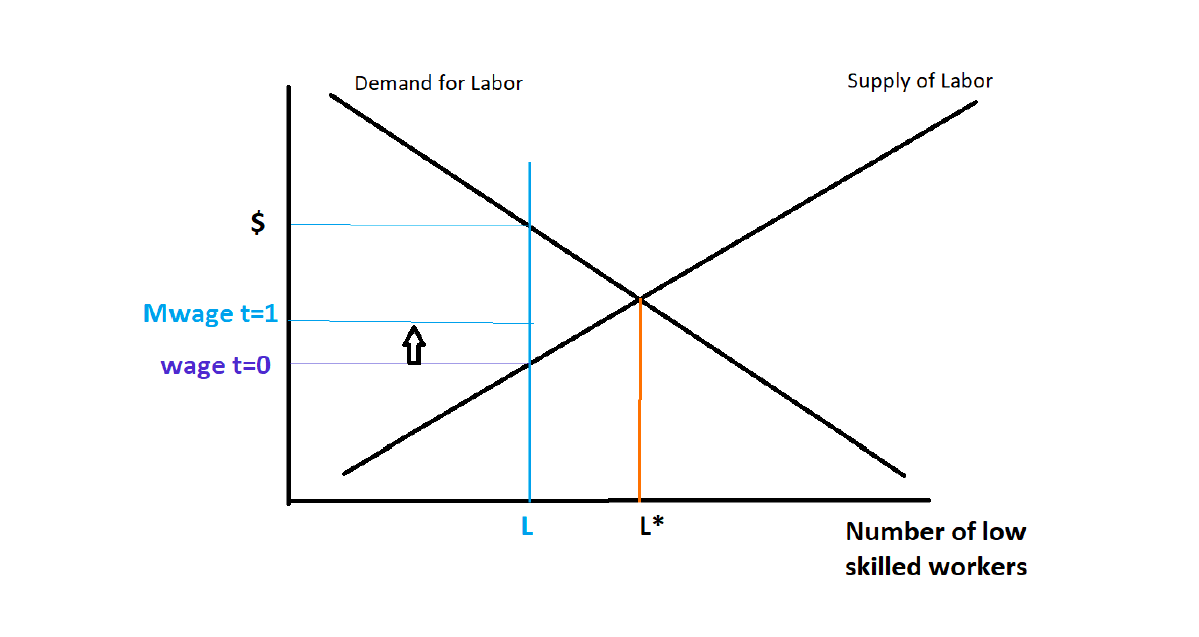 Demand for Labor
Supply of Labor
$
Mwage t=1
wage t=0
L
L*
Number of low
skilled workers